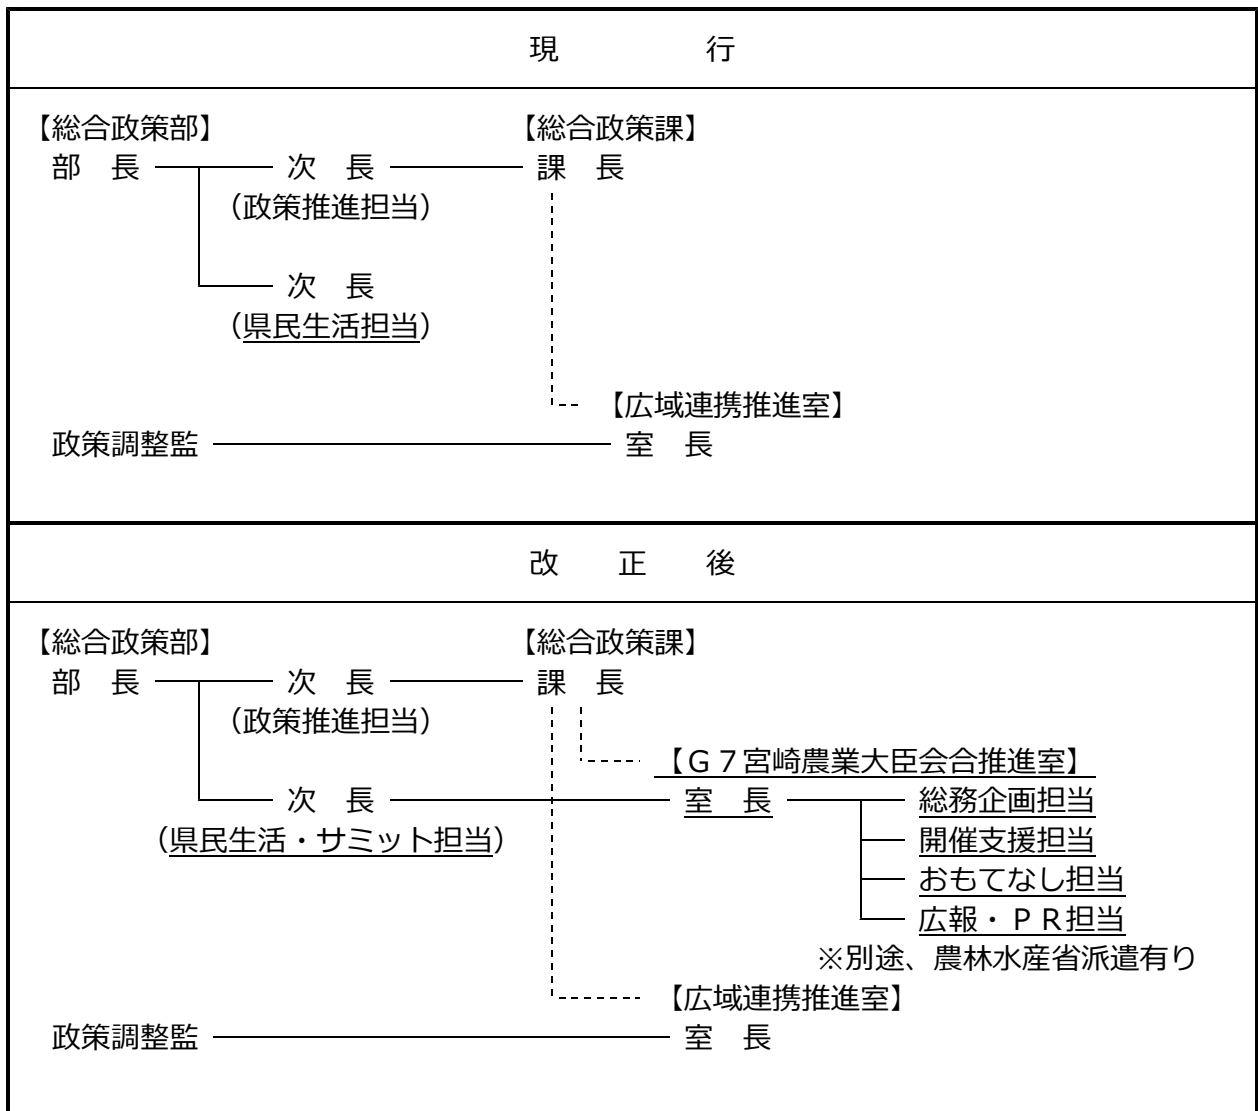 現　　　　　行
【総合政策部】　　　　　【総合政策課】
部　長　次　長　課　長
（政策推進担当）
次　長
（県民生活担当）
【広域連携推進室】
政策調整監　室　長
改　　正　　後
【総合政策部】　　　　　【総合政策課】
部　長　次　長　課　長
（政策推進担当）
【Ｇ７宮崎農業大臣会合推進室】
次　長　室　長　総務企画担当
（県民生活・サミット担当）　開催支援担当
おもてなし担当
広報・ＰＲ担当
※別途、農林水産省派遣有り
【広域連携推進室】
政策調整監　室　長